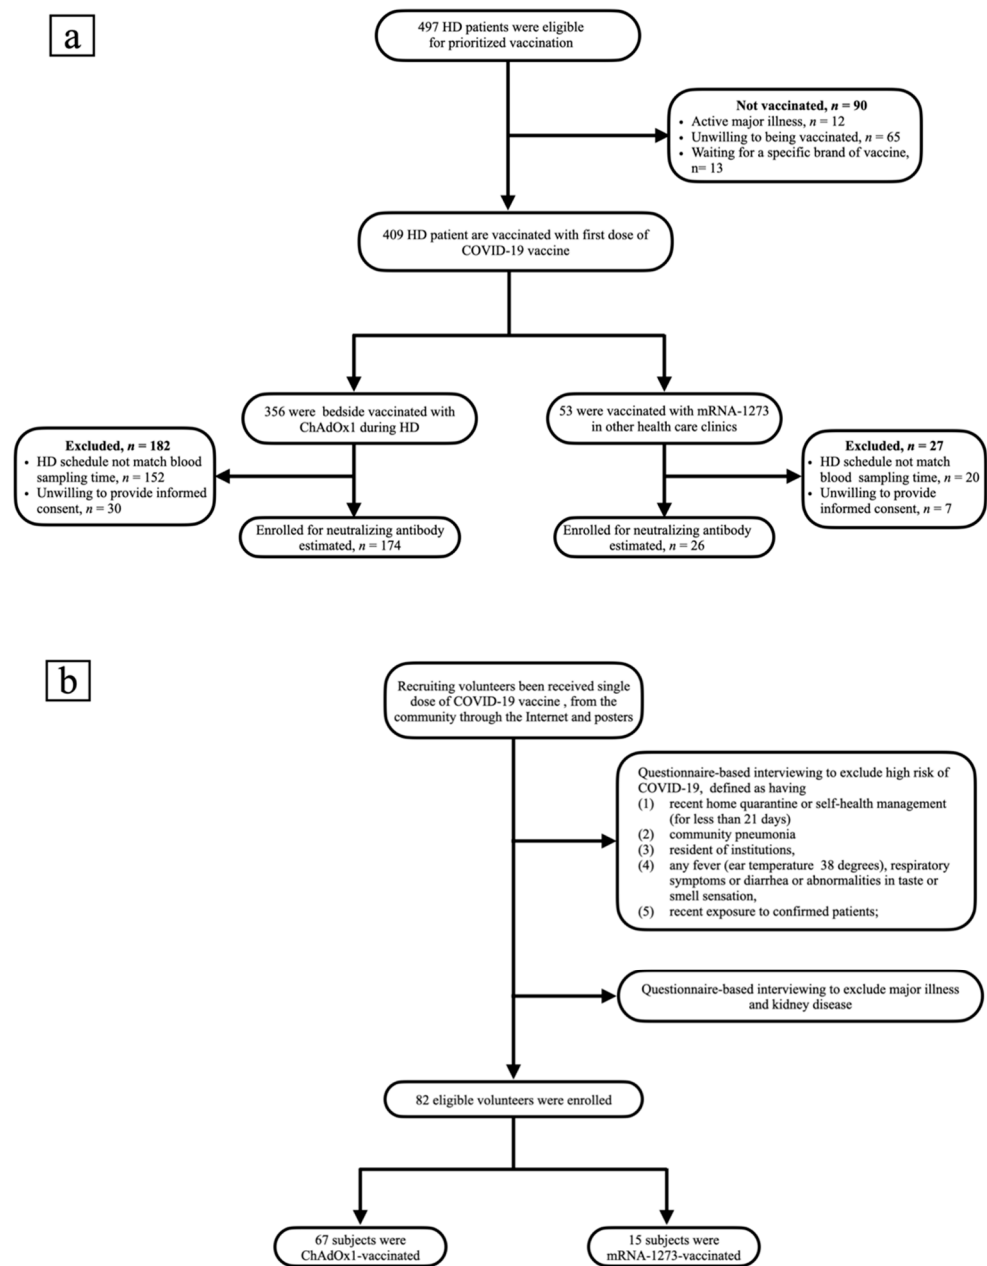 a
497 HD patients were eligible
for prioritized vaccination
Not vaccinated, n = 90
• Active major illness, n = 12
• Unwilling to being vaccinated, n = 65
• Waiting for a specific brand of vaccine,
n= 13
409 HD patient are vaccinated with first dose of
COVID-19 vaccine
356 were bedside vaccinated with
ChAdOx1 during HD
53 were vaccinated with mRNA-1273
in other health care clinics
Excluded, n = 182
• HD schedule not match blood
sampling time, n = 152
• Unwilling to provide informed
consent, n = 30
Excluded, n = 27
• HD schedule not match
blood sampling time, n = 20
• Unwilling to provide
informed consent, n = 7
Enrolled for neutralizing antibody
estimated, n = 174
Enrolled for neutralizing antibody
estimated, n = 26
b
Recruiting volunteers been received single
dose of COVID-19 vaccine , from the
community through the Internet and posters
Questionnaire-based interviewing to exclude high risk of
COVID-19, defined as having
(1) recent home quarantine or self-health management
(for less than 21 days)
(2) community pneumonia
(3) resident of institutions,
(4) any fever (ear temperature 38 degrees), respiratory
symptoms or diarrhea or abnormalities in taste or
smell sensation,
(5) recent exposure to confirmed patients;
Questionnaire-based interviewing to exclude major illness
and kidney disease
82 eligible volunteers were enrolled
67 subjects were
ChAdOx1-vaccinated
15 subjects were
mRNA-1273-vaccinated